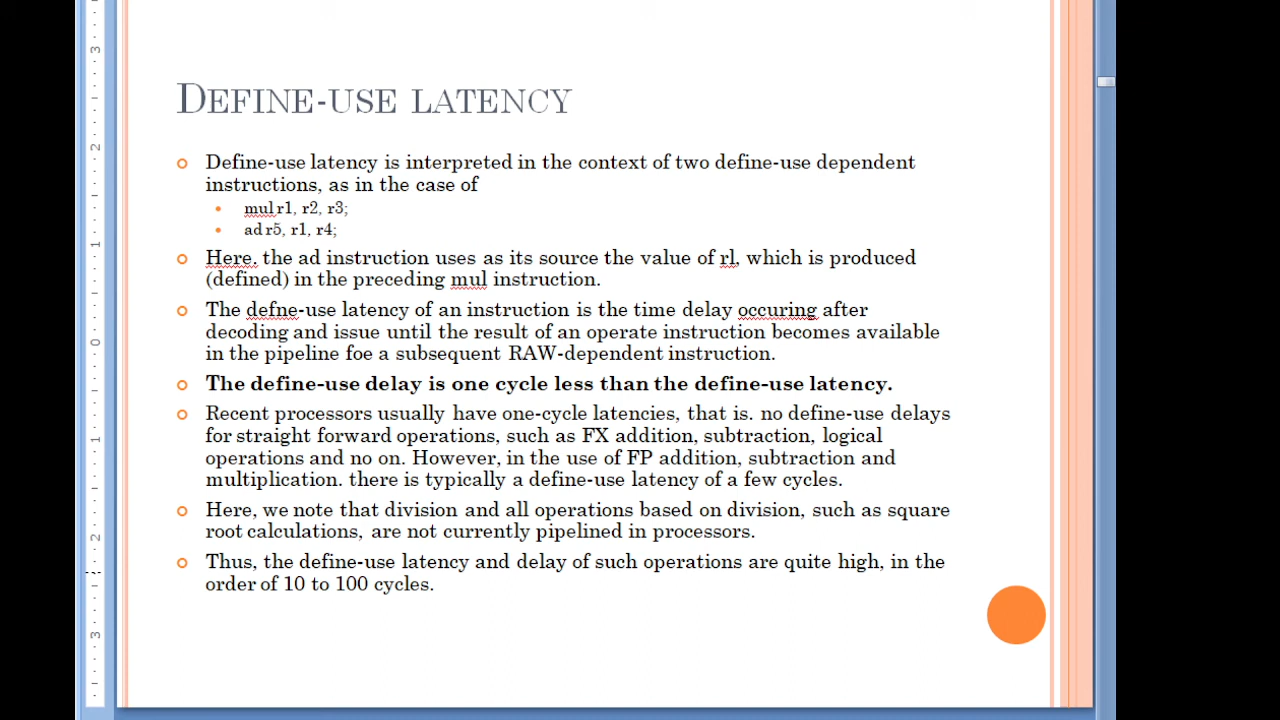 DEFINE-USE LATENCY
Define-use latency is interpreted in the context of two define-use dependent
instructions, as in the case of
mul r1, r2, r3;
ad r5, r1, r4;
Here. the ad instruction uses as its source the value of rl, which is produced
(defined) in the preceding mul instruction.
The defne-use latency of an instruction is the time delay occuring after
decoding and issue until the result of an operate instruction becomes available
in the pipeline foe a subsequent RAW-dependent instruction.
The define-use delay is one cycle less than the define-use latency.
Recent processors usually have one-cycle latencies, that is. no define-use delays
for straight forward operations, such as FX addition, subtraction, logical
operations and no on. However, in the use of FP addition, subtraction and
multiplication. there is typically a define-use latency of a few cycles.
Here, we note that division and all operations based on division, such as square
root calculations, are not currently pipelined in processors.
Thus, the define-use latency and delay of such operations are quite high, in the
order of 10 to 100 cycles.
3
2
1
0
1
2
3